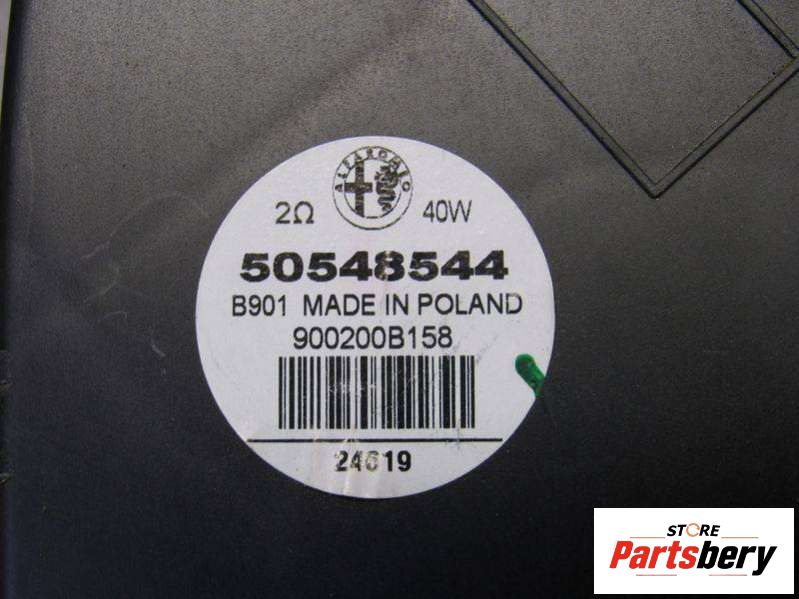 ALFA ROMEO
2Ω 40W
50548544
B901 MADE IN POLAND
900200B158
24619
STORE
Partsbery